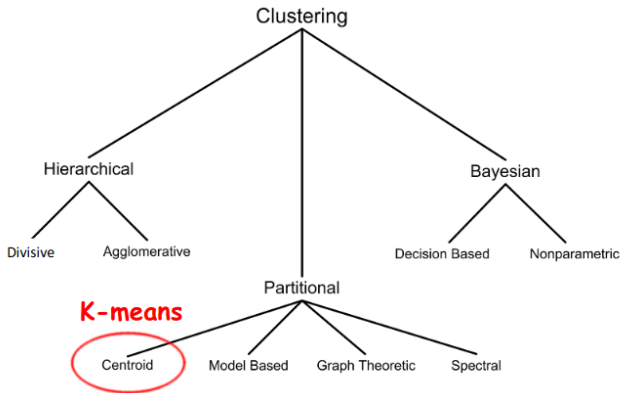 Clustering
Hierarchical
Bayesian
Divisive
Agglomerative
Decision Based
Nonparametric
Partitional
K-means
Centroid
Model Based
Graph Theoretic
Spectral